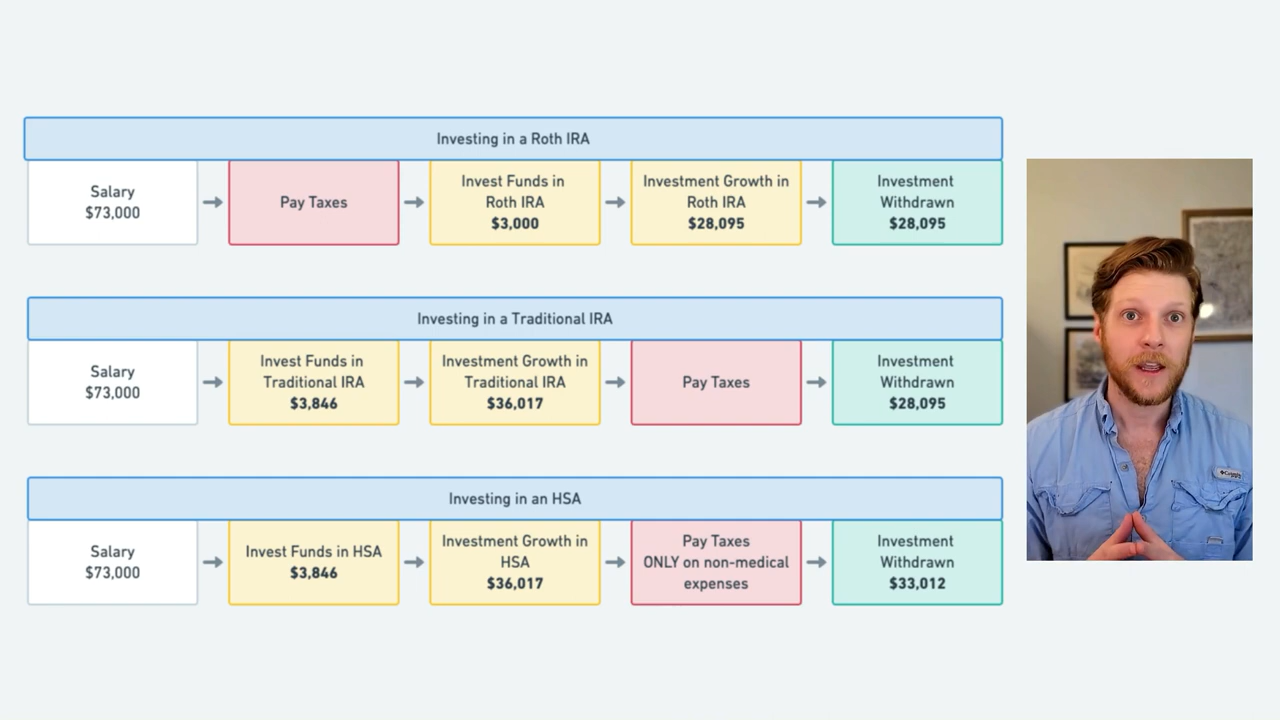 Investing in a Roth IRA
Salary
$73,000
Pay Taxes
Invest Funds in
Roth IRA
$3,000
Investment Growth in
Roth IRA
$28,095
Investment
Withdrawn
$28,095
Investing in a Traditional IRA
Salary
$73,000
Invest Funds in
Traditional IRA
$3,846
Investment Growth in
Traditional IRA
$36,017
Pay Taxes
Investment
Withdrawn
$28,095
Investing in an HSA
Salary
$73,000
Invest Funds in HSA
$3,846
Investment Growth in
HSA
$36,017
Pay Taxes
ONLY on non-medical
expenses
Investment
Withdrawn
$33,012
Columbia